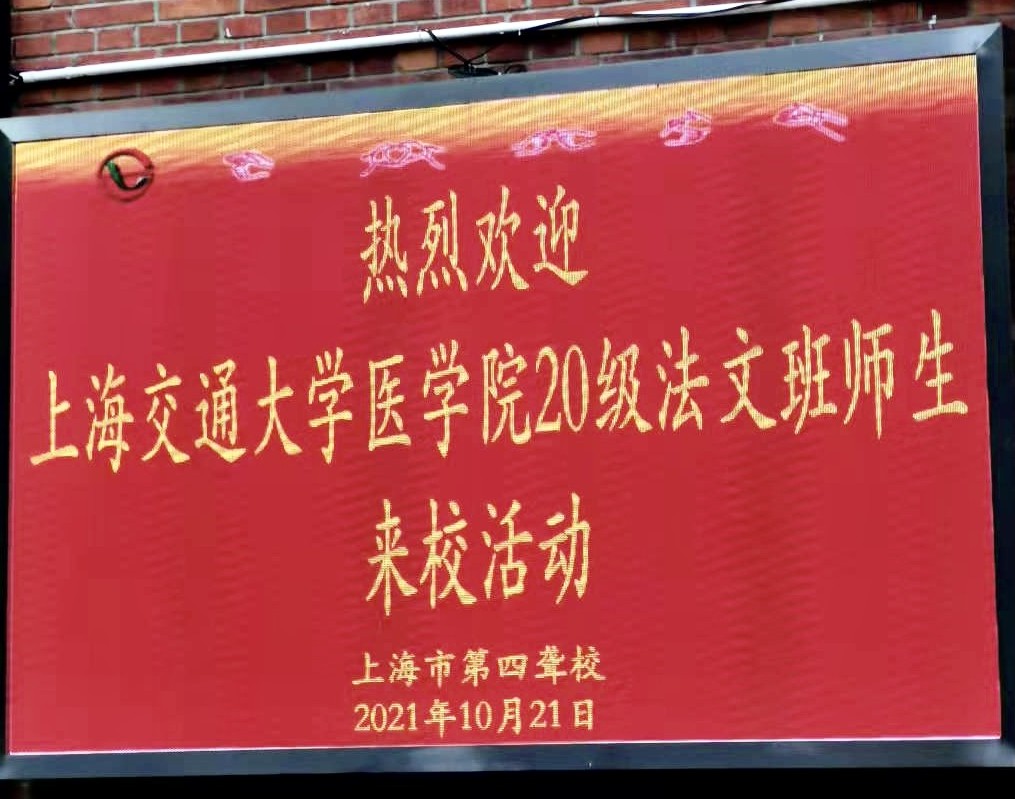 热烈欢迎
上海交通大学医学院20级法文班师生
来校活动
上海市第四聋校
2021年10月21日